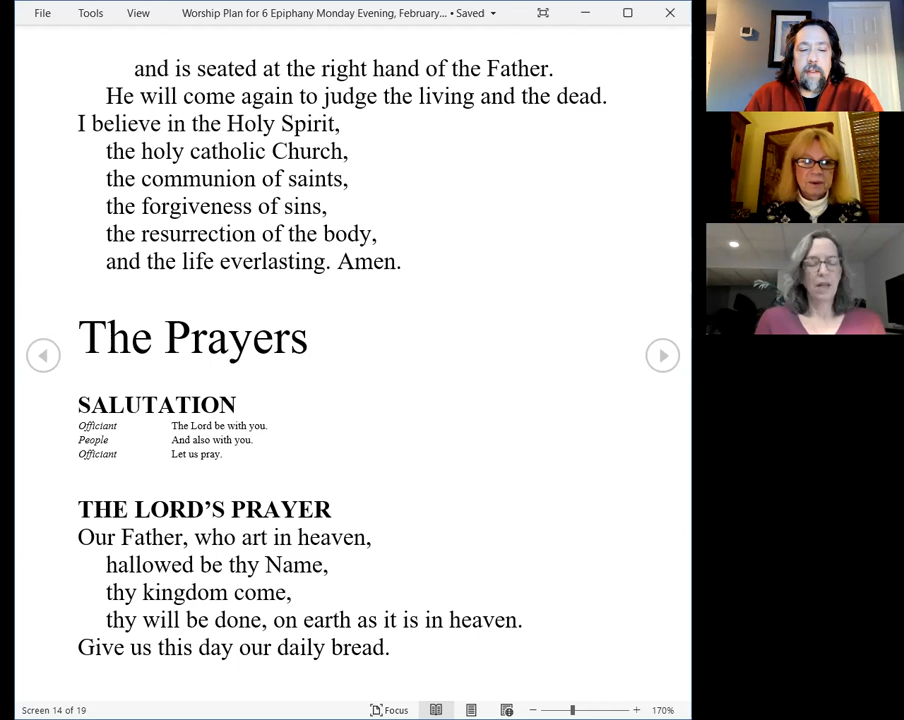 File Tools View Worship Plan for 6 Epiphany Monday Evening, February... • Saved
and is seated at the right hand of the Father.
He will come again to judge the living and the dead.
I believe in the Holy Spirit,
the holy catholic Church,
the communion of saints,
the forgiveness of sins,
the resurrection of the body,
and the life everlasting. Amen.
The Prayers
SALUTATION
Officiant The Lord be with you.
People And also with you.
Officiant Let us pray.
THE LORD’S PRAYER
Our Father, who art in heaven,
hallowed be thy Name,
thy kingdom come,
thy will be done, on earth as it is in heaven.
Give us this day our daily bread.
Screen 14 of 19 Focus 170%